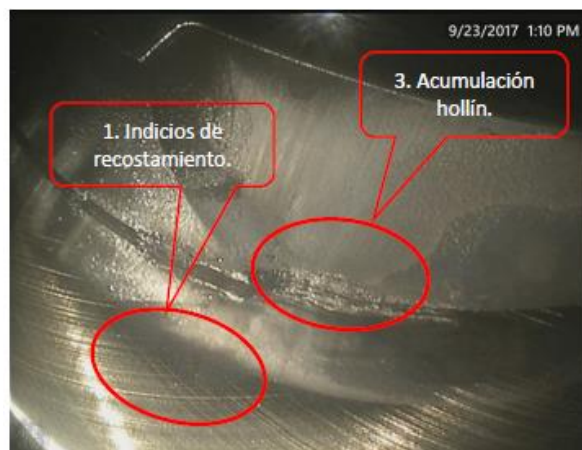 9/23/2017 1:10 PM
3. Acumulación
hollín.
1. Indicios de
recostamiento.